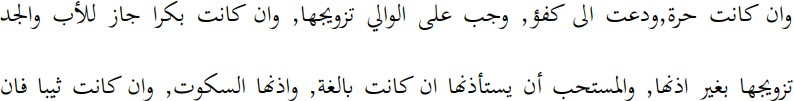 وان كانت حرة,ودعت الى كفؤ, وجب على الوالي تزويجها, وان كانت بكرا جاز للأب والجد
تزويجها بغير اذنها, والمستحب أن يستأذنها ان كانت بالغة, واذنها السكوت, وان كانت ثيبا فان